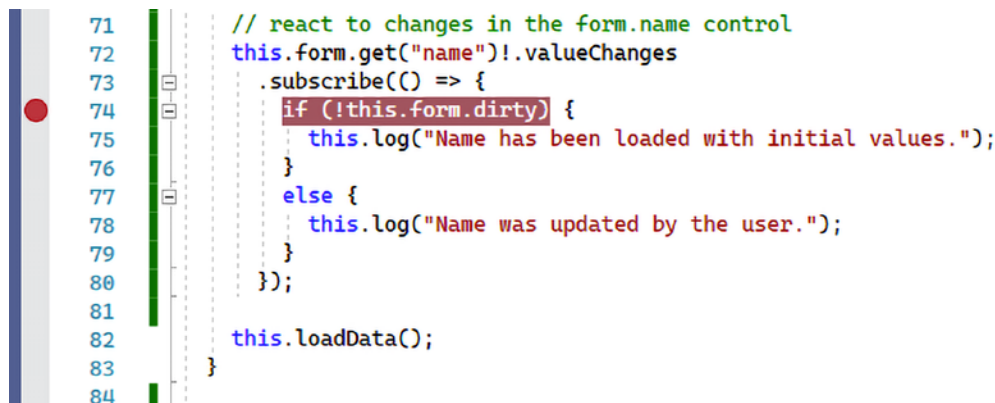 71 // react to changes in the form.name control
72 this.form.get("name")!.valueChanges
73 .subscribe(() => {
74 if (!this.form.dirty) {
75 this.log("Name has been loaded with initial values.");
76 }
77 else {
78 this.log("Name was updated by the user.");
79 }
80 });
81
82 this.loadData();
83 }
84